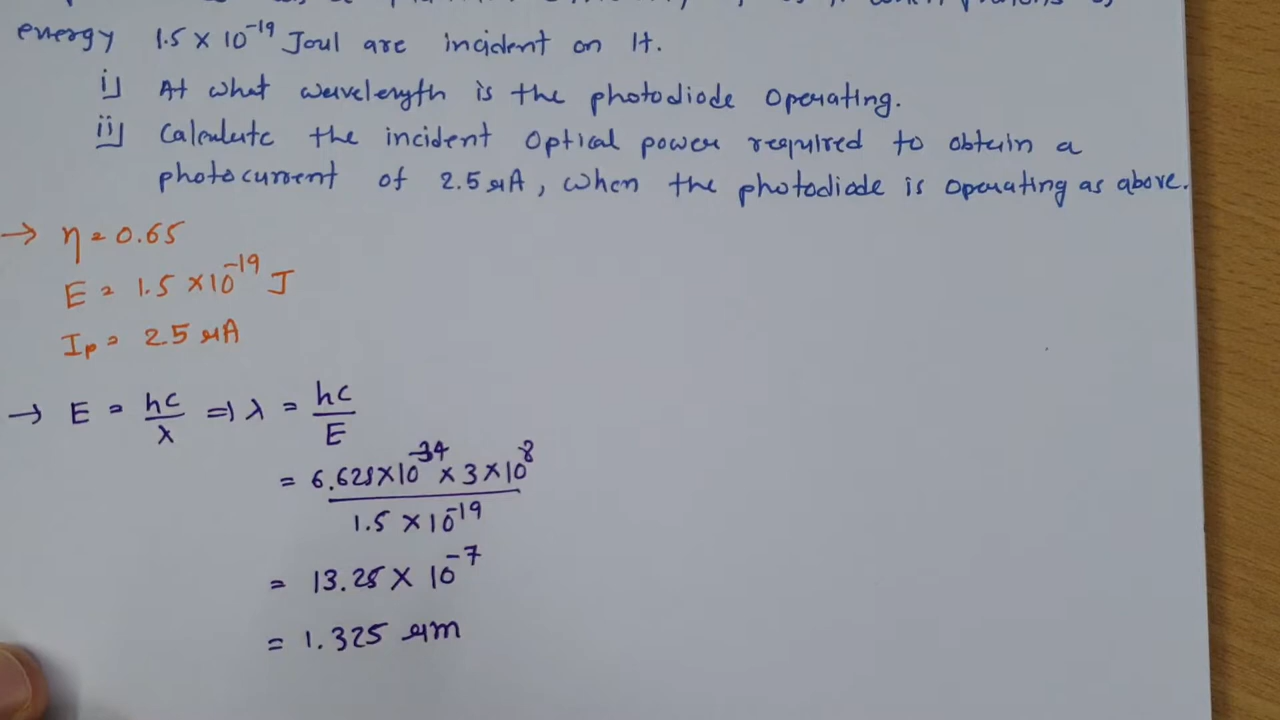 energy 1.5 × 10⁻¹⁹ Joul are incident on It.
i] At what wavelength is the photodiode Operating.
ii] Calculate the incident Optical power required to obtain a
photocurrent of 2.5 μA, when the photodiode is operating as above.
→ η = 0.65
E = 1.5 × 10⁻¹⁹ J
Ip = 2.5 μA
→ E = hc/λ ⇒ λ = hc/E
= 6.628 × 10⁻³⁴ × 3 × 10⁸ / 1.5 × 10⁻¹⁹
= 13.25 × 10⁻⁷
= 1.325 μm